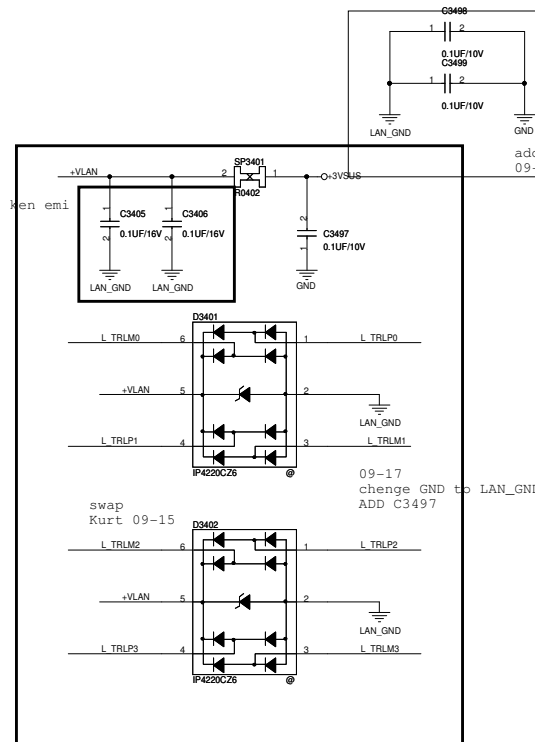 C3498
1 2
0.1UF/10V
C3499
1 2
0.1UF/10V
LAN_GND
GND
add
09-
SP3401
+VLAN
2
1
+3VSUS
R0402
ken emi
1
C3405
0.1UF/16V
2
LAN_GND
1
C3406
0.1UF/16V
2
LAN_GND
2
C3497
0.1UF/10V
1
GND
D3401
L_TRLM0
6
1
L_TRLP0
+VLAN
5
2
LAN_GND
L_TRLP1
4
3
L_TRLM1
IP4220CZ6
@
09-17
chenge GND to LAN_GND
ADD C3497
swap
Kurt 09-15
D3402
L_TRLM2
6
1
L_TRLP2
+VLAN
5
2
LAN_GND
L_TRLP3
4
3
L_TRLM3
IP4220CZ6
@